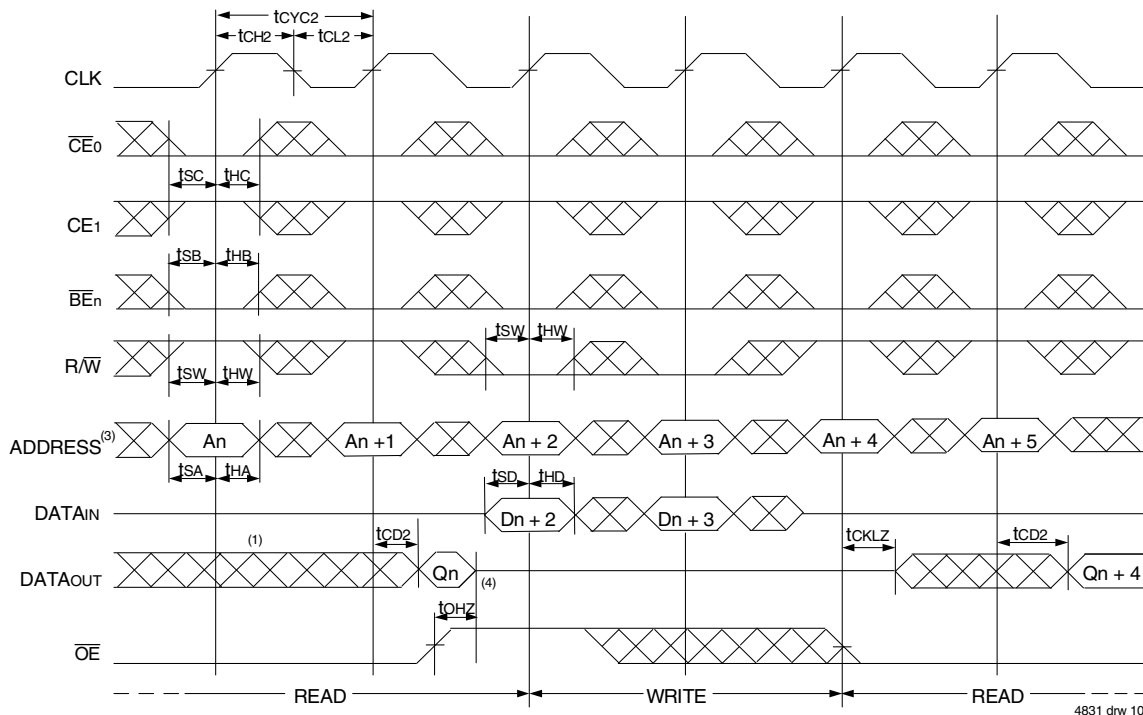 tCYC2
tCH2 tCL2
CLK
CE0
tSC tHC
CE1
tSB tHB
BEn
tSW tHW
R/W
tSW tHW
ADDRESS(3) An An +1 An + 2 An + 3 An + 4 An + 5
tSA tHA tSD tHD
DATAIN Dn + 2 Dn + 3
(1) tCD2 tCKLZ tCD2
DATAOUT Qn (4) Qn + 4
tOHZ
OE
READ WRITE READ
4831 drw 10